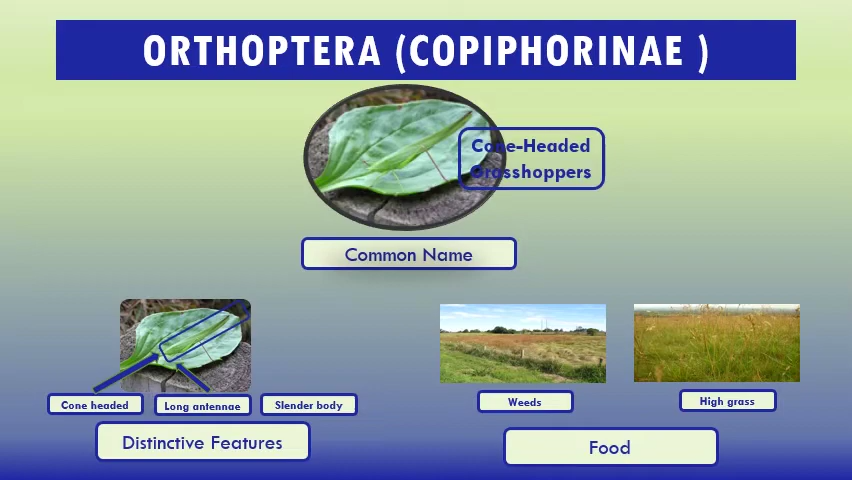 ORTHOPTERA (COPIPHORINAE )
Cone-Headed
Grasshoppers
Common Name
Cone headed
Long antennae
Slender body
Distinctive Features
Weeds
High grass
Food